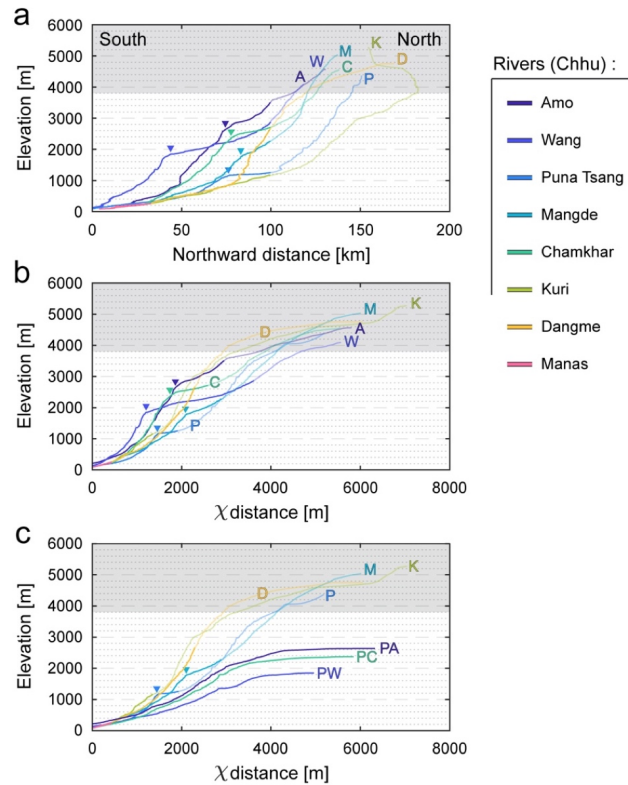 a
6000
5000
4000
3000
2000
1000
0
Elevation [m]
South
North
A
W
M
C
P
K
D
0
50
100
150
200
Northward distance [km]
Rivers (Chhu) :
Amo
Wang
Puna Tsang
Mangde
Chamkhar
Kuri
Dangme
Manas
b
6000
5000
4000
3000
2000
1000
0
Elevation [m]
D
M
K
A
W
C
P
0
2000
4000
6000
8000
χ distance [m]
c
6000
5000
4000
3000
2000
1000
0
Elevation [m]
D
M
K
P
PA
PC
PW
0
2000
4000
6000
8000
χ distance [m]